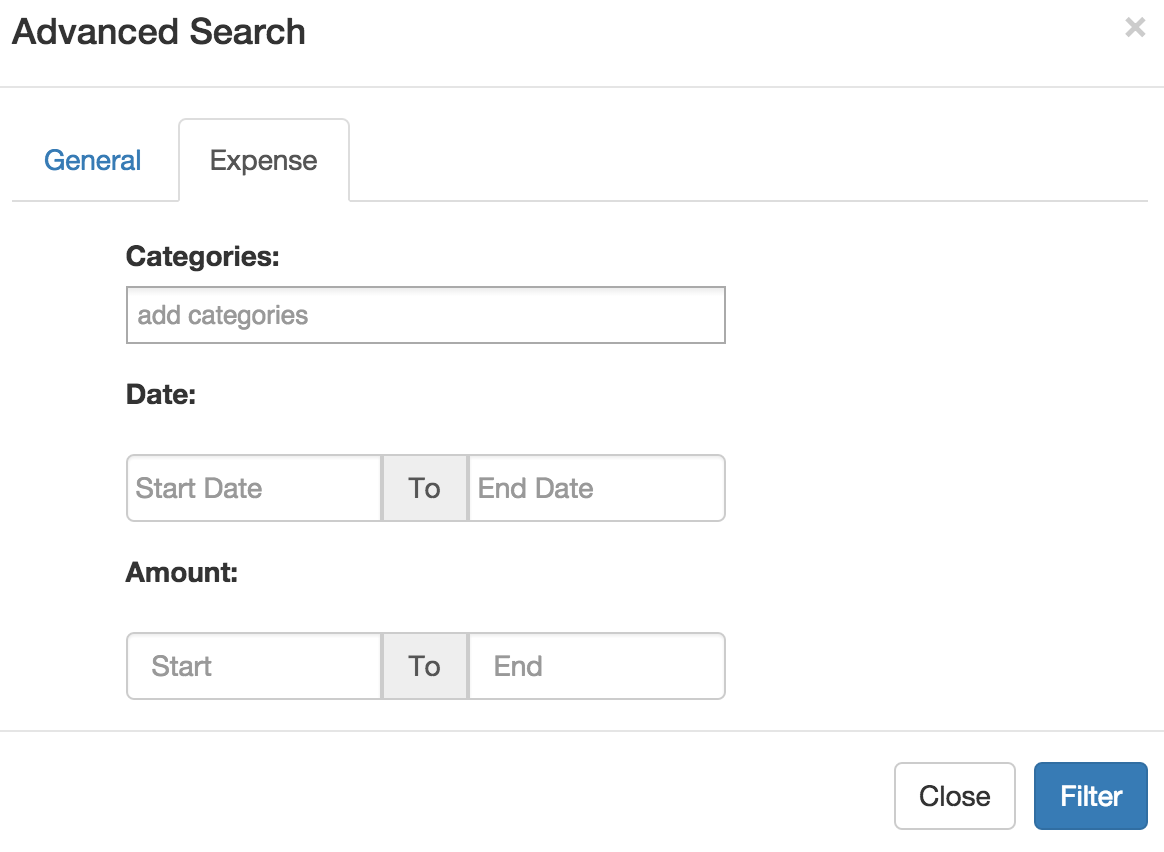 Advanced Search ×
General Expense
Categories:
add categories
Date:
Start Date To End Date
Amount:
Start To End
Close Filter